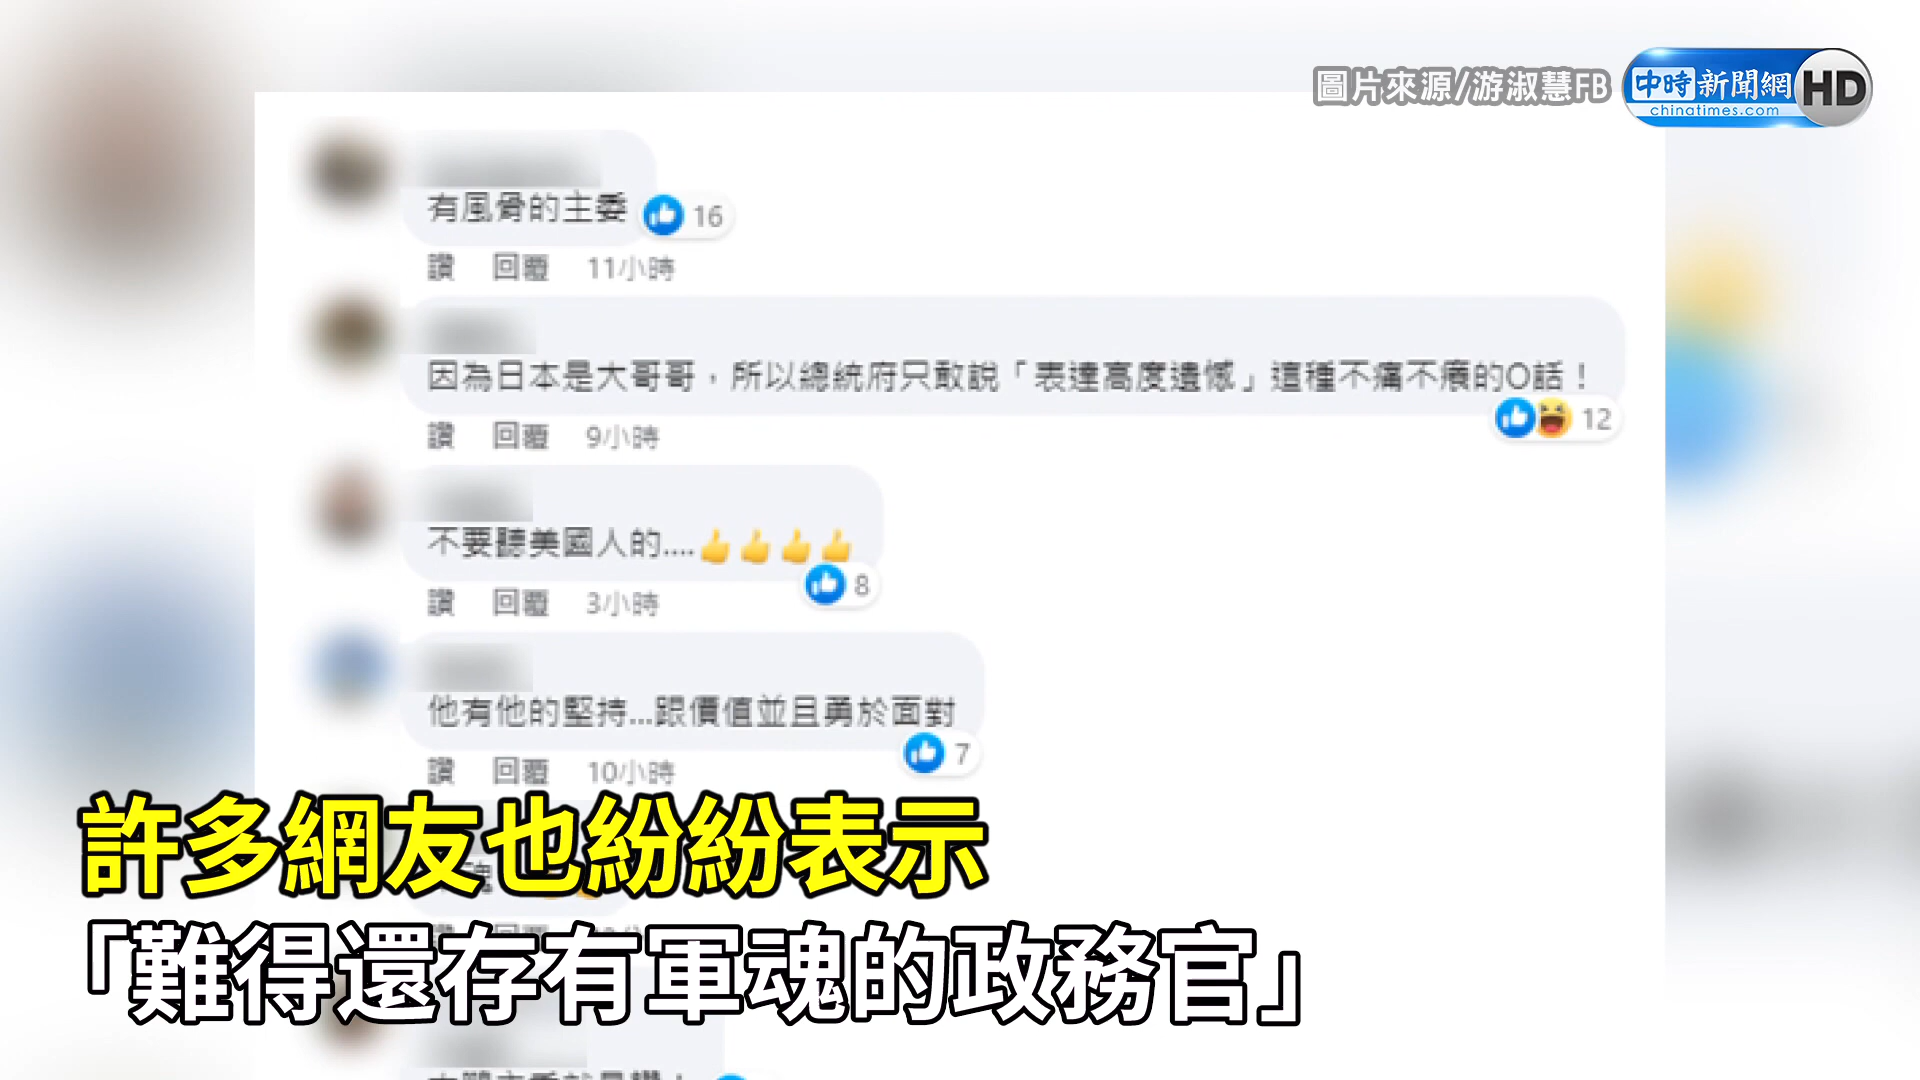 圖片來源/游淑慧FB
中時新聞網HD
chinatimes.com
有風骨的主委
16
讚 回覆 11小時
因為日本是大哥哥，所以總統府只敢說「表達高度遺憾」這種不痛不癢的O話！
12
讚 回覆 9小時
不要聽美國人的....👍👍👍👍
8
讚 回覆 3小時
他有他的堅持...跟價值並且勇於面對
7
讚 回覆 10小時
許多網友也紛紛表示
「難得還存有軍魂的政務官」